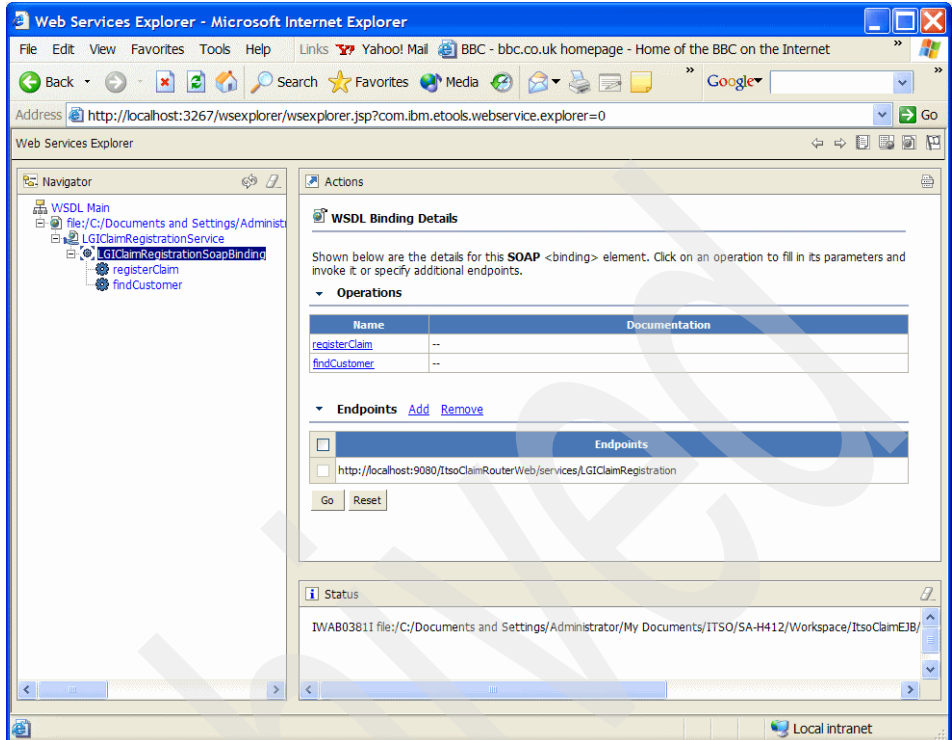 Web Services Explorer - Microsoft Internet Explorer
File Edit View Favorites Tools Help Links Yahoo! Mail BBC - bbc.co.uk homepage - Home of the BBC on the Internet »
Back Search Favorites Media » Google
Address http://localhost:3267/wsexplorer/wsexplorer.jsp?com.ibm.etools.webservice.explorer=0 Go
Web Services Explorer
Navigator
WSDL Main
file:/C:/Documents and Settings/Administr
LGIClaimRegistrationService
LGIClaimRegistrationSoapBinding
registerClaim
findCustomer
Actions
WSDL Binding Details
Shown below are the details for this SOAP <binding> element. Click on an operation to fill in its parameters and
invoke it or specify additional endpoints.
Operations
Name Documentation
registerClaim --
findCustomer --
Endpoints Add Remove
Endpoints
http://localhost:9080/ItsoClaimRouterWeb/services/LGIClaimRegistration
Go Reset
Status
IWAB0381I file:/C:/Documents and Settings/Administrator/My Documents/ITSO/SA-H412/Workspace/ItsoClaimEJB/
Local intranet